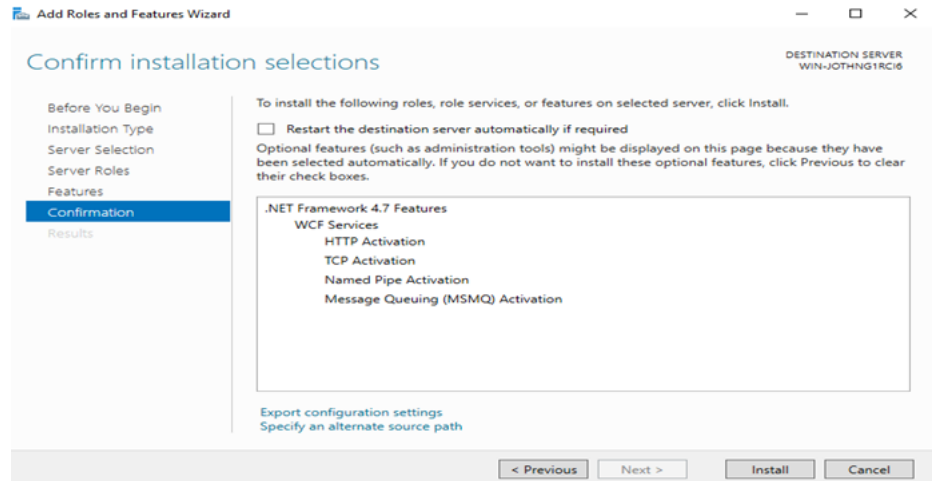 Add Roles and Features Wizard
Confirm installation selections
DESTINATION SERVER
WIN-JOTHNG1RCI6
Before You Begin
Installation Type
Server Selection
Server Roles
Features
Confirmation
Results
To install the following roles, role services, or features on selected server, click Install.
Restart the destination server automatically if required
Optional features (such as administration tools) might be displayed on this page because they have
been selected automatically. If you do not want to install these optional features, click Previous to clear
their check boxes.
.NET Framework 4.7 Features
WCF Services
HTTP Activation
TCP Activation
Named Pipe Activation
Message Queuing (MSMQ) Activation
Export configuration settings
Specify an alternate source path
< Previous
Next >
Install
Cancel